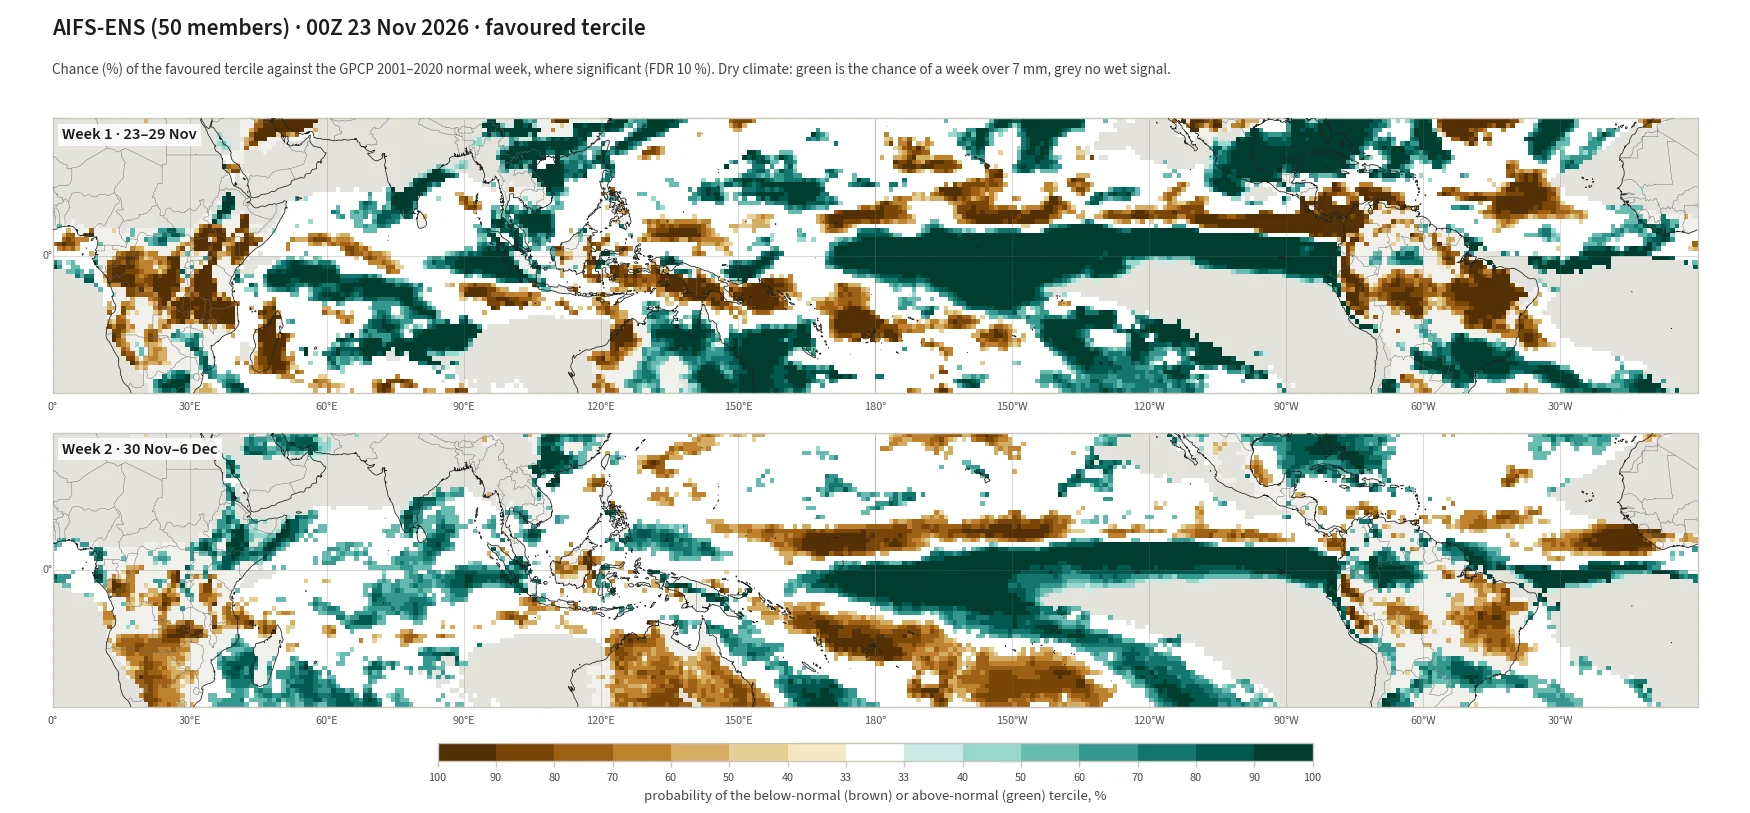 AIFS-ENS (50 members) · 00Z 23 Nov 2026 · favoured tercile
Chance (%) of the favoured tercile against the GPCP 2001–2020 normal week, where significant (FDR 10 %). Dry climate: green is the chance of a week over 7 mm, grey no wet signal.
Week 1 · 23–29 Nov
0°
0° 30°E 60°E 90°E 120°E 150°E 180° 150°W 120°W 90°W 60°W 30°W
Week 2 · 30 Nov–6 Dec
0°
0° 30°E 60°E 90°E 120°E 150°E 180° 150°W 120°W 90°W 60°W 30°W
100 90 80 70 60 50 40 33 33 40 50 60 70 80 90 100
probability of the below-normal (brown) or above-normal (green) tercile, %